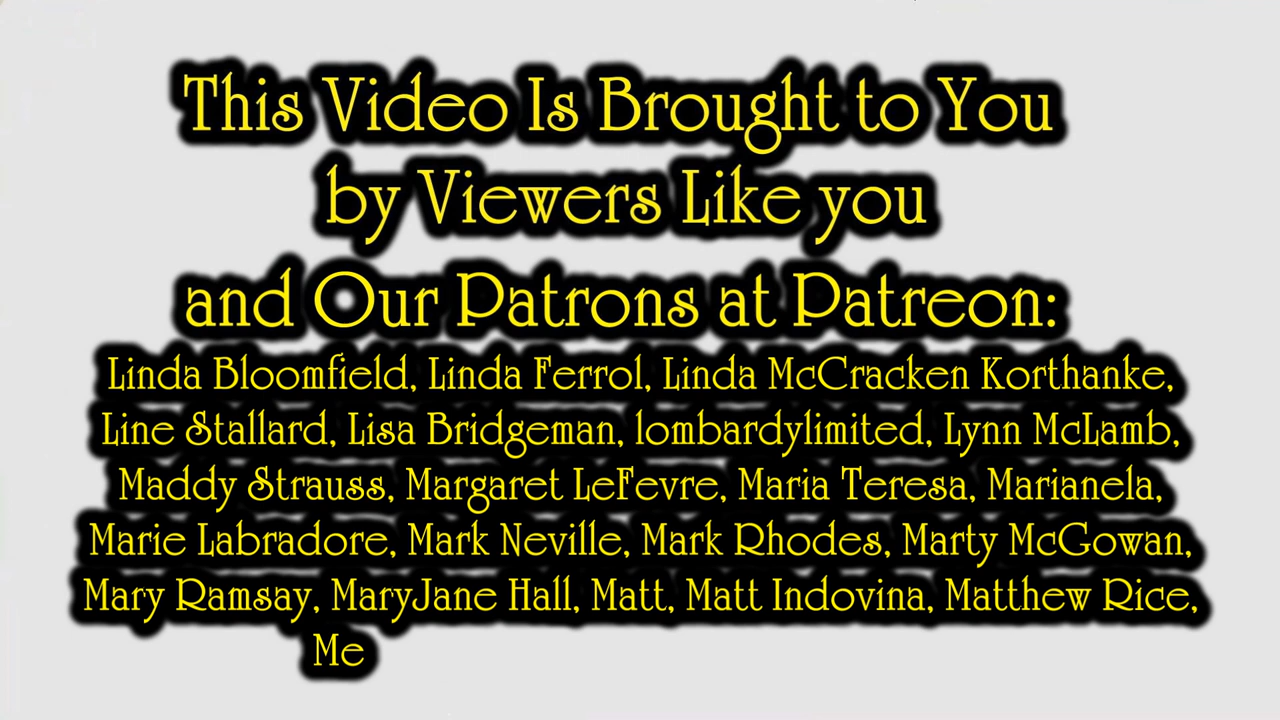 This Video Is Brought to You
by Viewers Like you
and Our Patrons at Patreon:
Linda Bloomfield, Linda Ferrol, Linda McCracken Korthanke,
Line Stallard, Lisa Bridgeman, lombardylimited, Lynn McLamb,
Maddy Strauss, Margaret LeFevre, Maria Teresa, Marianela,
Marie Labradore, Mark Neville, Mark Rhodes, Marty McGowan,
Mary Ramsay, MaryJane Hall, Matt, Matt Indovina, Matthew Rice,
Me